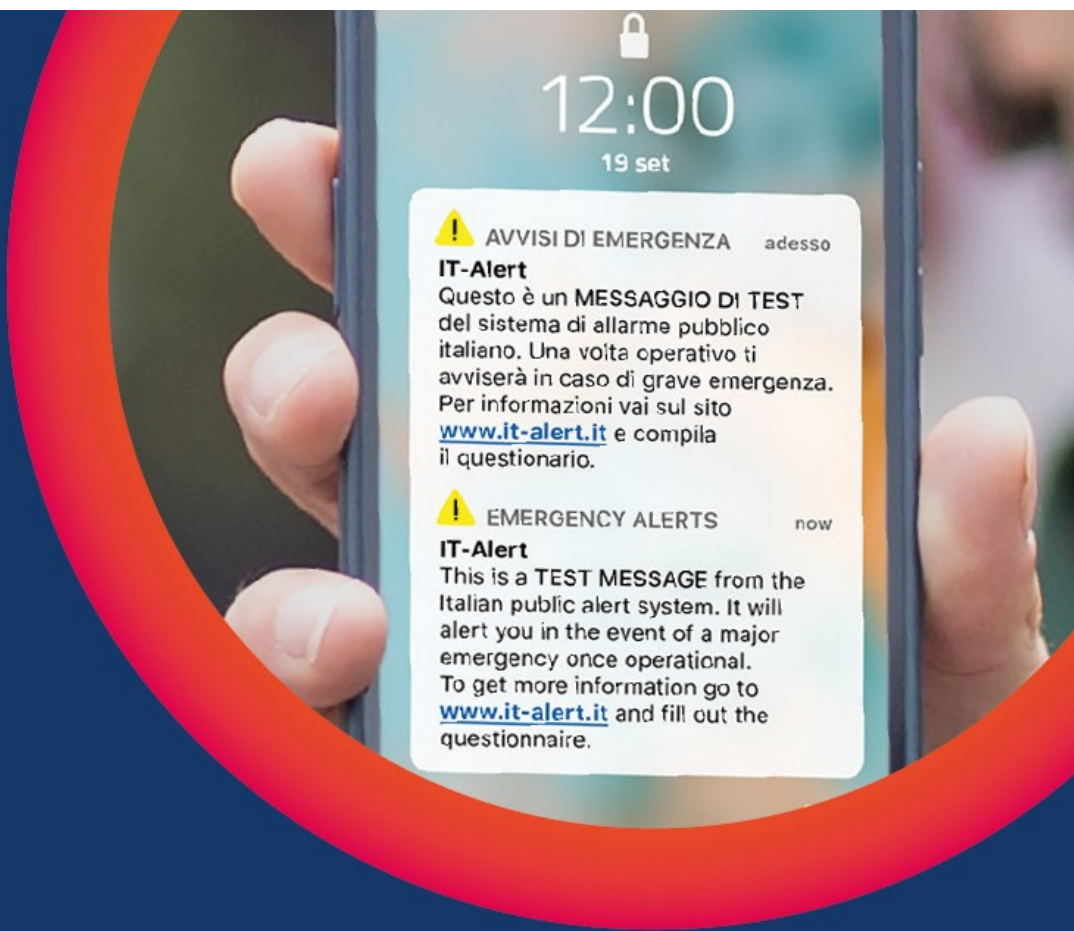 12:00
19 set
AVVISI DI EMERGENZA adesso
IT-Alert
Questo è un MESSAGGIO DI TEST
del sistema di allarme pubblico
italiano. Una volta operativo ti
avviserà in caso di grave emergenza.
Per informazioni vai sul sito
www.it-alert.it e compila
il questionario.
EMERGENCY ALERTS now
IT-Alert
This is a TEST MESSAGE from the
Italian public alert system. It will
alert you in the event of a major
emergency once operational.
To get more information go to
www.it-alert.it and fill out the
questionnaire.